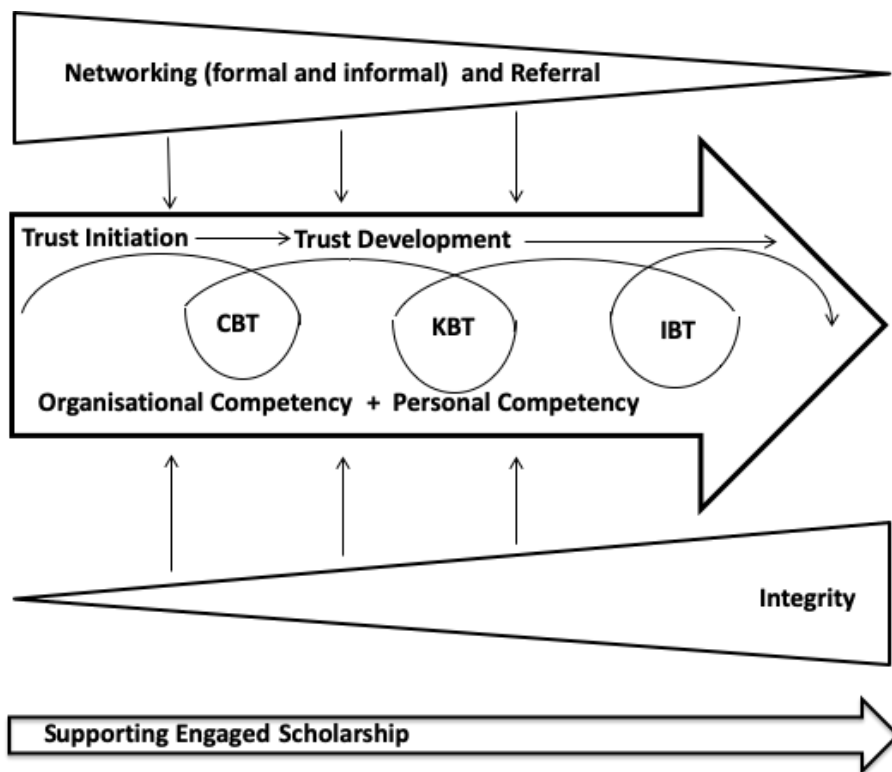 Networking (formal and informal) and Referral
Trust Initiation Trust Development
CBT KBT IBT
Organisational Competency + Personal Competency
Integrity
Supporting Engaged Scholarship